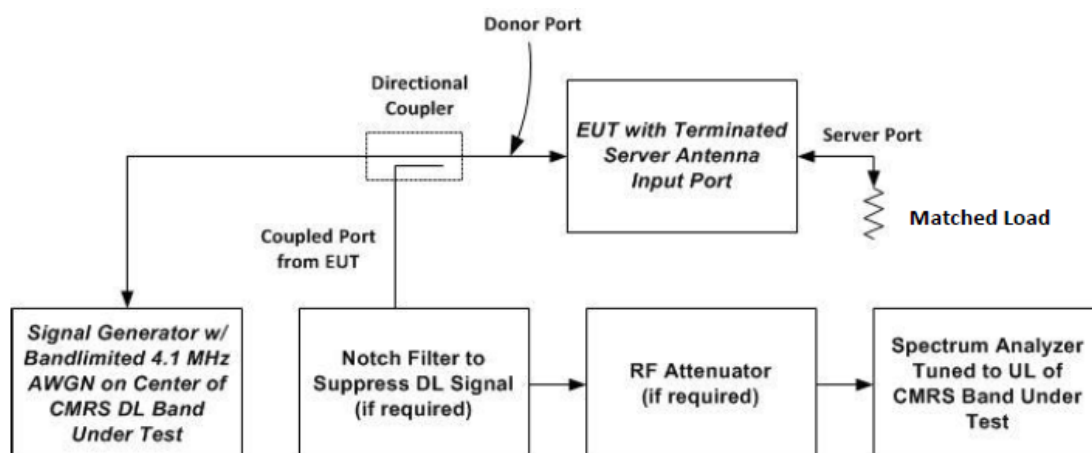 Donor Port
Directional
Coupler
EUT with Terminated
Server Antenna
Input Port
Server Port
Matched Load
Coupled Port
from EUT
Signal Generator w/
Bandlimited 4.1 MHz
AWGN on Center of
CMRS DL Band
Under Test
Notch Filter to
Suppress DL Signal
(if required)
RF Attenuator
(if required)
Spectrum Analyzer
Tuned to UL of
CMRS Band Under
Test